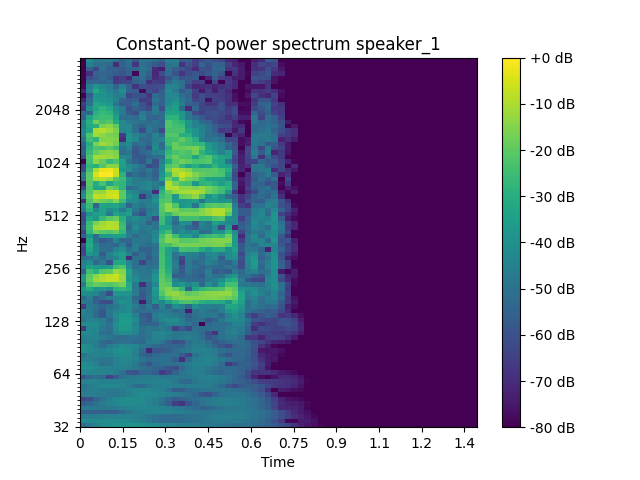 Constant-Q power spectrum speaker_1
2048
1024
512
256
128
64
32
Hz
0 0.15 0.3 0.45 0.6 0.75 0.9 1.1 1.2 1.4
Time
+0 dB
-10 dB
-20 dB
-30 dB
-40 dB
-50 dB
-60 dB
-70 dB
-80 dB